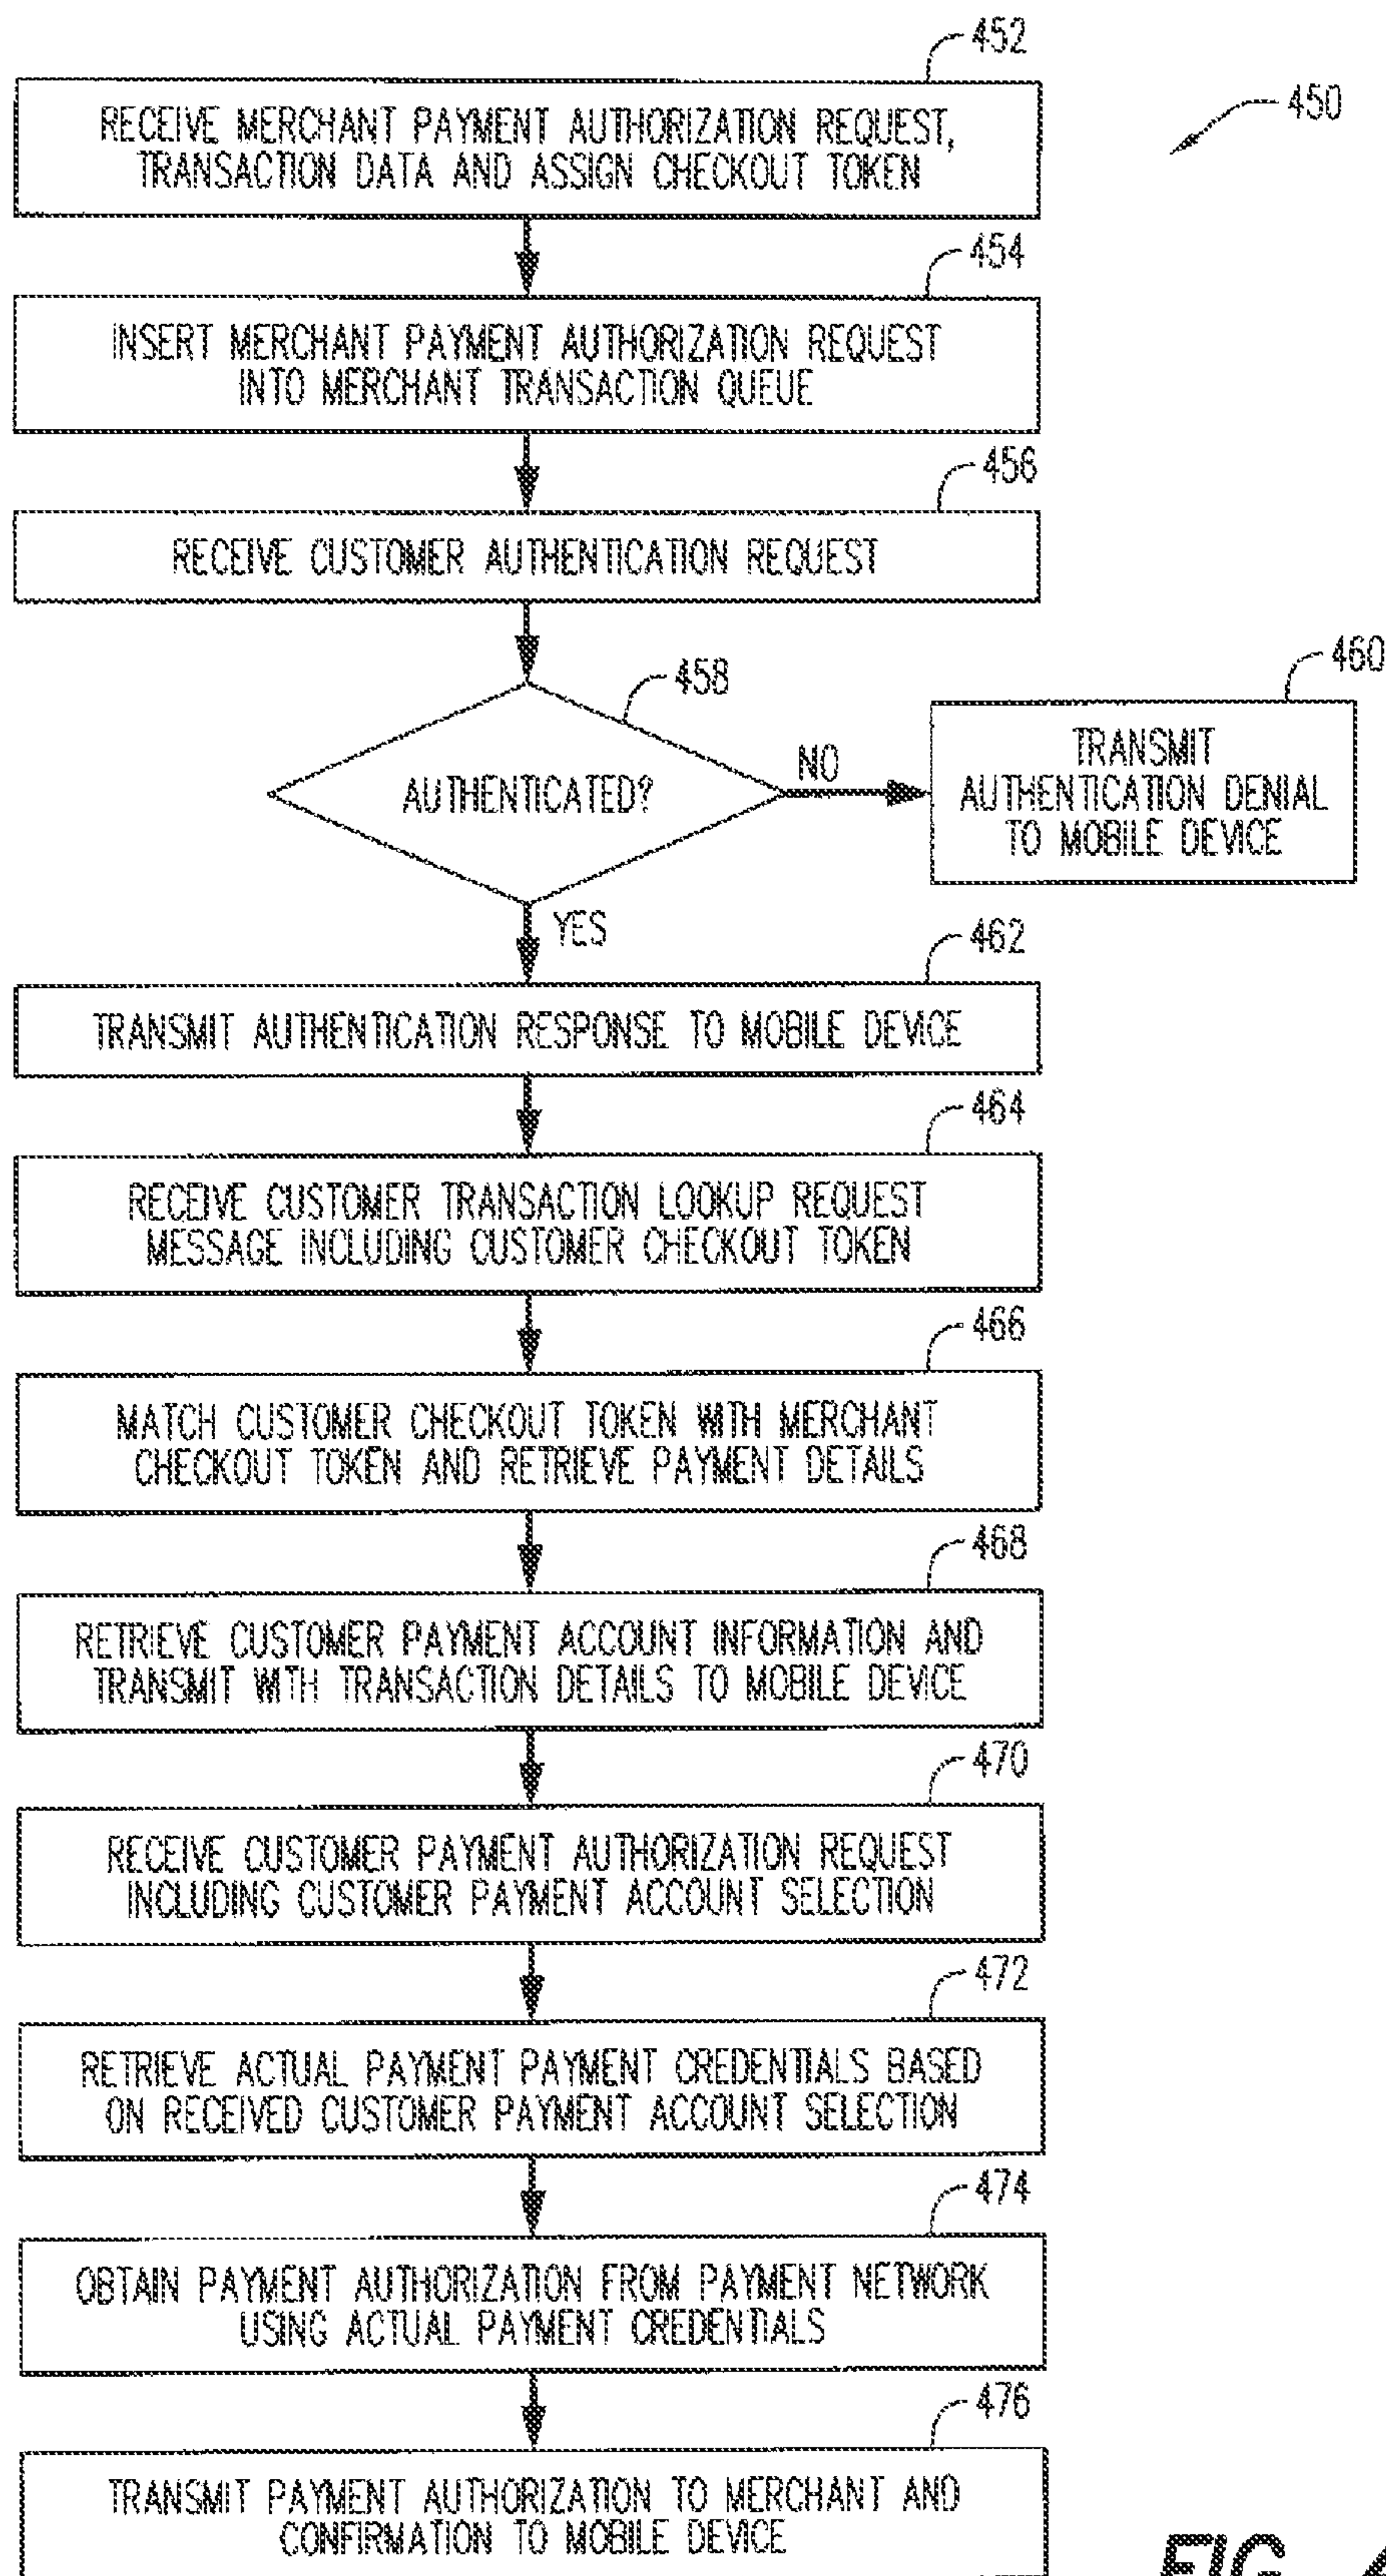 452
450
RECEIVE MERCHANT PAYMENT AUTHORIZATION REQUEST,
TRANSACTION DATA AND ASSIGN CHECKOUT TOKEN
454
INSERT MERCHANT PAYMENT AUTHORIZATION REQUEST
INTO MERCHANT TRANSACTION QUEUE
456
RECEIVE CUSTOMER AUTHENTICATION REQUEST
458
AUTHENTICATED?
NO
460
TRANSMIT
AUTHENTICATION DENIAL
TO MOBILE DEVICE
YES
462
TRANSMIT AUTHENTICATION RESPONSE TO MOBILE DEVICE
464
RECEIVE CUSTOMER TRANSACTION LOOKUP REQUEST
MESSAGE INCLUDING CUSTOMER CHECKOUT TOKEN
466
MATCH CUSTOMER CHECKOUT TOKEN WITH MERCHANT
CHECKOUT TOKEN AND RETRIEVE PAYMENT DETAILS
468
RETRIEVE CUSTOMER PAYMENT ACCOUNT INFORMATION AND
TRANSMIT WITH TRANSACTION DETAILS TO MOBILE DEVICE
470
RECEIVE CUSTOMER PAYMENT AUTHORIZATION REQUEST
INCLUDING CUSTOMER PAYMENT ACCOUNT SELECTION
472
RETRIEVE ACTUAL PAYMENT PAYMENT CREDENTIALS BASED
ON RECEIVED CUSTOMER PAYMENT ACCOUNT SELECTION
474
OBTAIN PAYMENT AUTHORIZATION FROM PAYMENT NETWORK
USING ACTUAL PAYMENT CREDENTIALS
476
TRANSMIT PAYMENT AUTHORIZATION TO MERCHANT AND
CONFIRMATION TO MOBILE DEVICE
FIG.